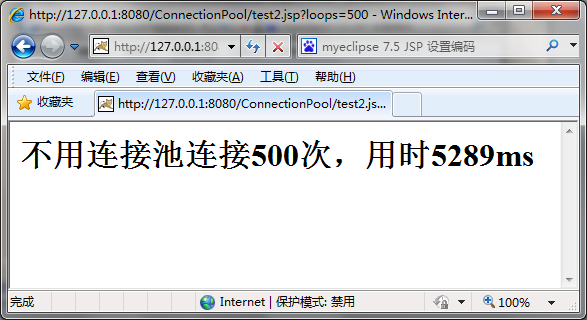 http://127.0.0.1:8080/ConnectionPool/test2.jsp?loops=500 - Windows Inter...
http://127.0.0.1:80 myeclipse 7.5 JSP 设置编码
文件(F) 编辑(E) 查看(V) 收藏夹(A) 工具(T) 帮助(H)
收藏夹 http://127.0.0.1:8080/ConnectionPool/test2.js...
不用连接池连接500次，用时5289ms
完成 Internet | 保护模式: 禁用 100%